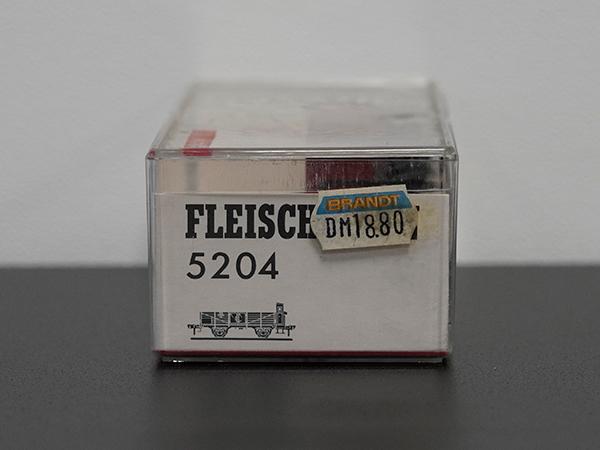 FLEISCH
BRANDT
DM18.80
5204